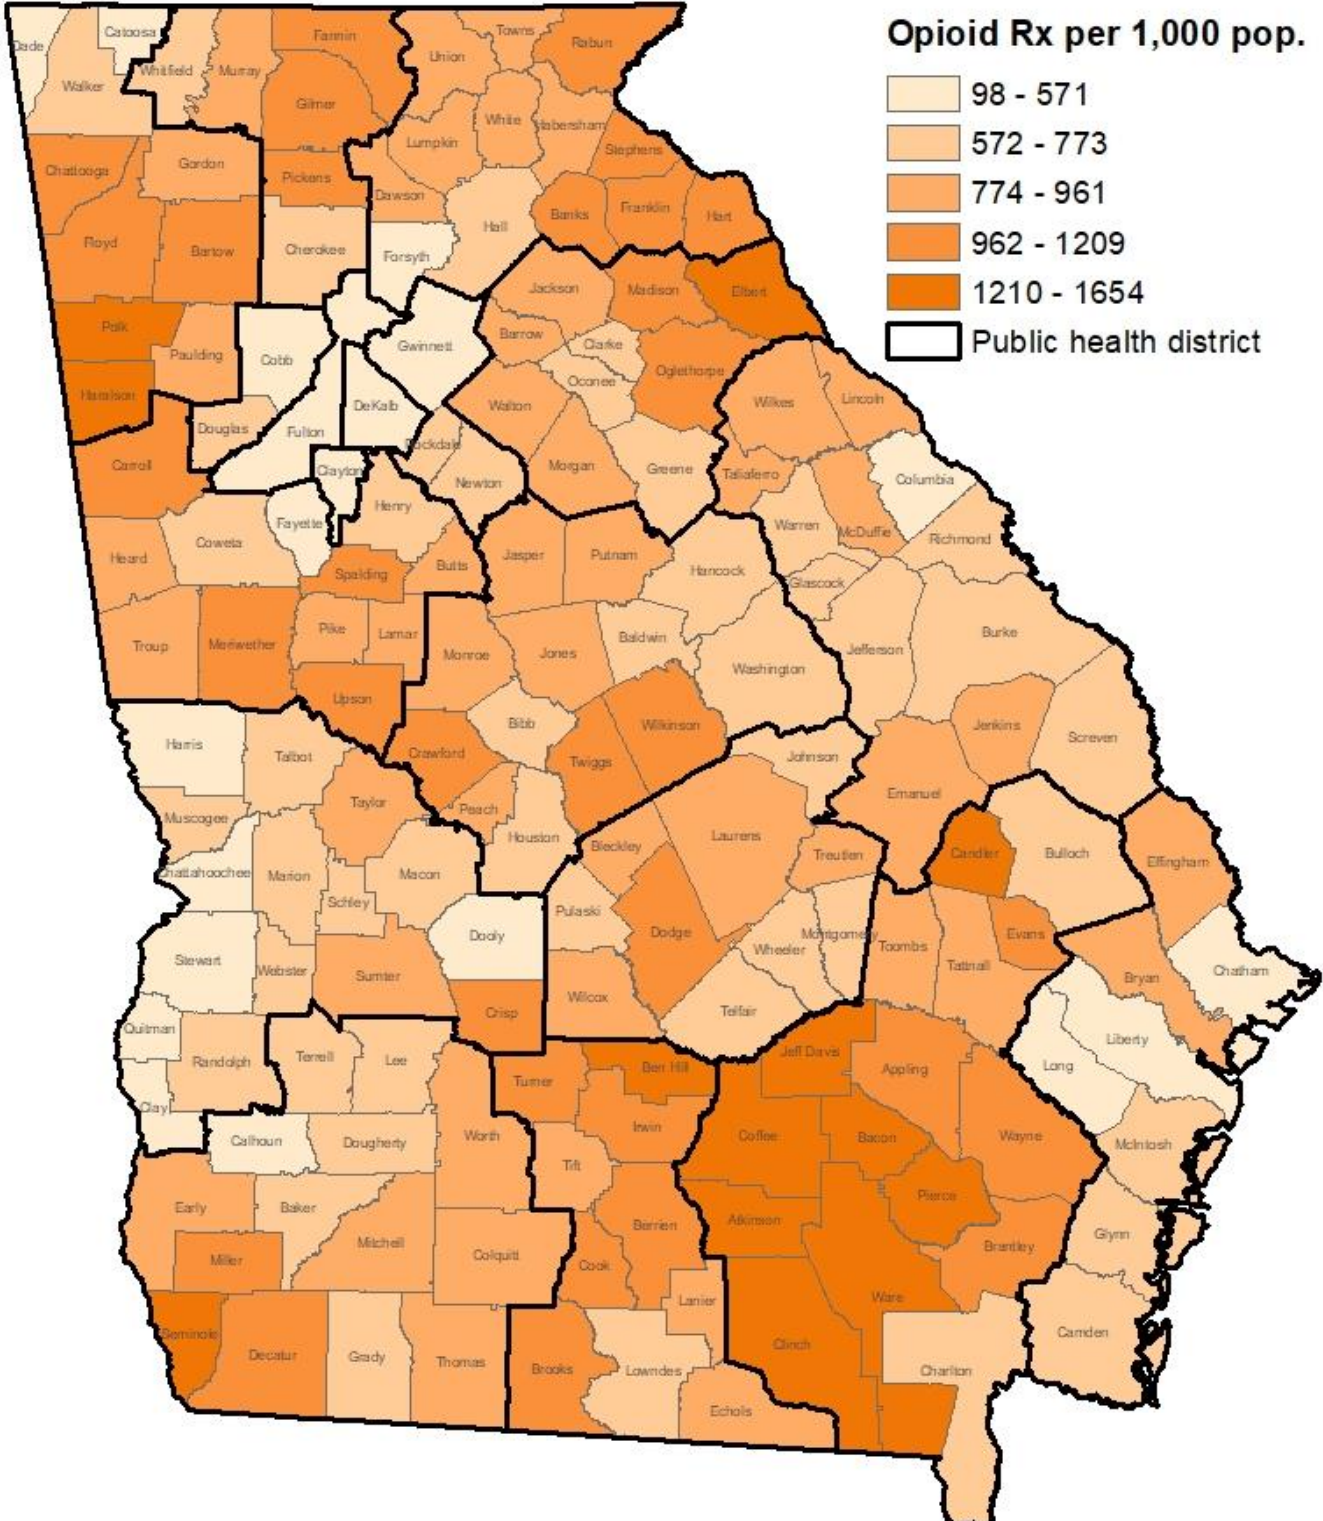 Opioid Rx per 1,000 pop.
98 - 571
572 - 773
774 - 961
962 - 1209
1210 - 1654
Public health district
Dade
Catoosa
Walker
Whitfield
Murray
Fannin
Gilmer
Union
Towns
Rabun
White
Habersham
Lumpkin
Stephens
Chattooga
Gordon
Pickens
Dawson
Hall
Banks
Franklin
Hart
Floyd
Bartow
Cherokee
Forsyth
Jackson
Madison
Elbert
Polk
Paulding
Cobb
Gwinnett
Barrow
Clarke
Oconee
Oglethorpe
Haralson
Douglas
Fulton
DeKalb
Rockdale
Walton
Wilkes
Lincoln
Carroll
Clayton
Newton
Morgan
Greene
Taliaferro
Columbia
Fayette
Henry
Warren
McDuffie
Richmond
Heard
Coweta
Spalding
Butts
Jasper
Putnam
Hancock
Glascock
Troup
Meriwether
Pike
Lamar
Monroe
Jones
Baldwin
Washington
Jefferson
Burke
Upson
Bibb
Wilkinson
Jenkins
Screven
Harris
Talbot
Crawford
Twiggs
Johnson
Emanuel
Muscogee
Taylor
Peach
Houston
Bleckley
Laurens
Treutlen
Candler
Bulloch
Effingham
Chattahoochee
Marion
Macon
Schley
Dooly
Pulaski
Dodge
Wheeler
Montgomery
Toombs
Tattnall
Evans
Bryan
Chatham
Stewart
Webster
Sumter
Crisp
Wilcox
Telfair
Liberty
Long
Quitman
Randolph
Terrell
Lee
Turner
Ben Hill
Jeff Davis
Appling
Clay
Calhoun
Dougherty
Worth
Irwin
Coffee
Bacon
Wayne
McIntosh
Tift
Early
Baker
Mitchell
Colquitt
Berrien
Atkinson
Pierce
Glynn
Miller
Cook
Brantley
Seminole
Decatur
Grady
Thomas
Brooks
Lanier
Lowndes
Clinch
Ware
Charlton
Camden
Echols